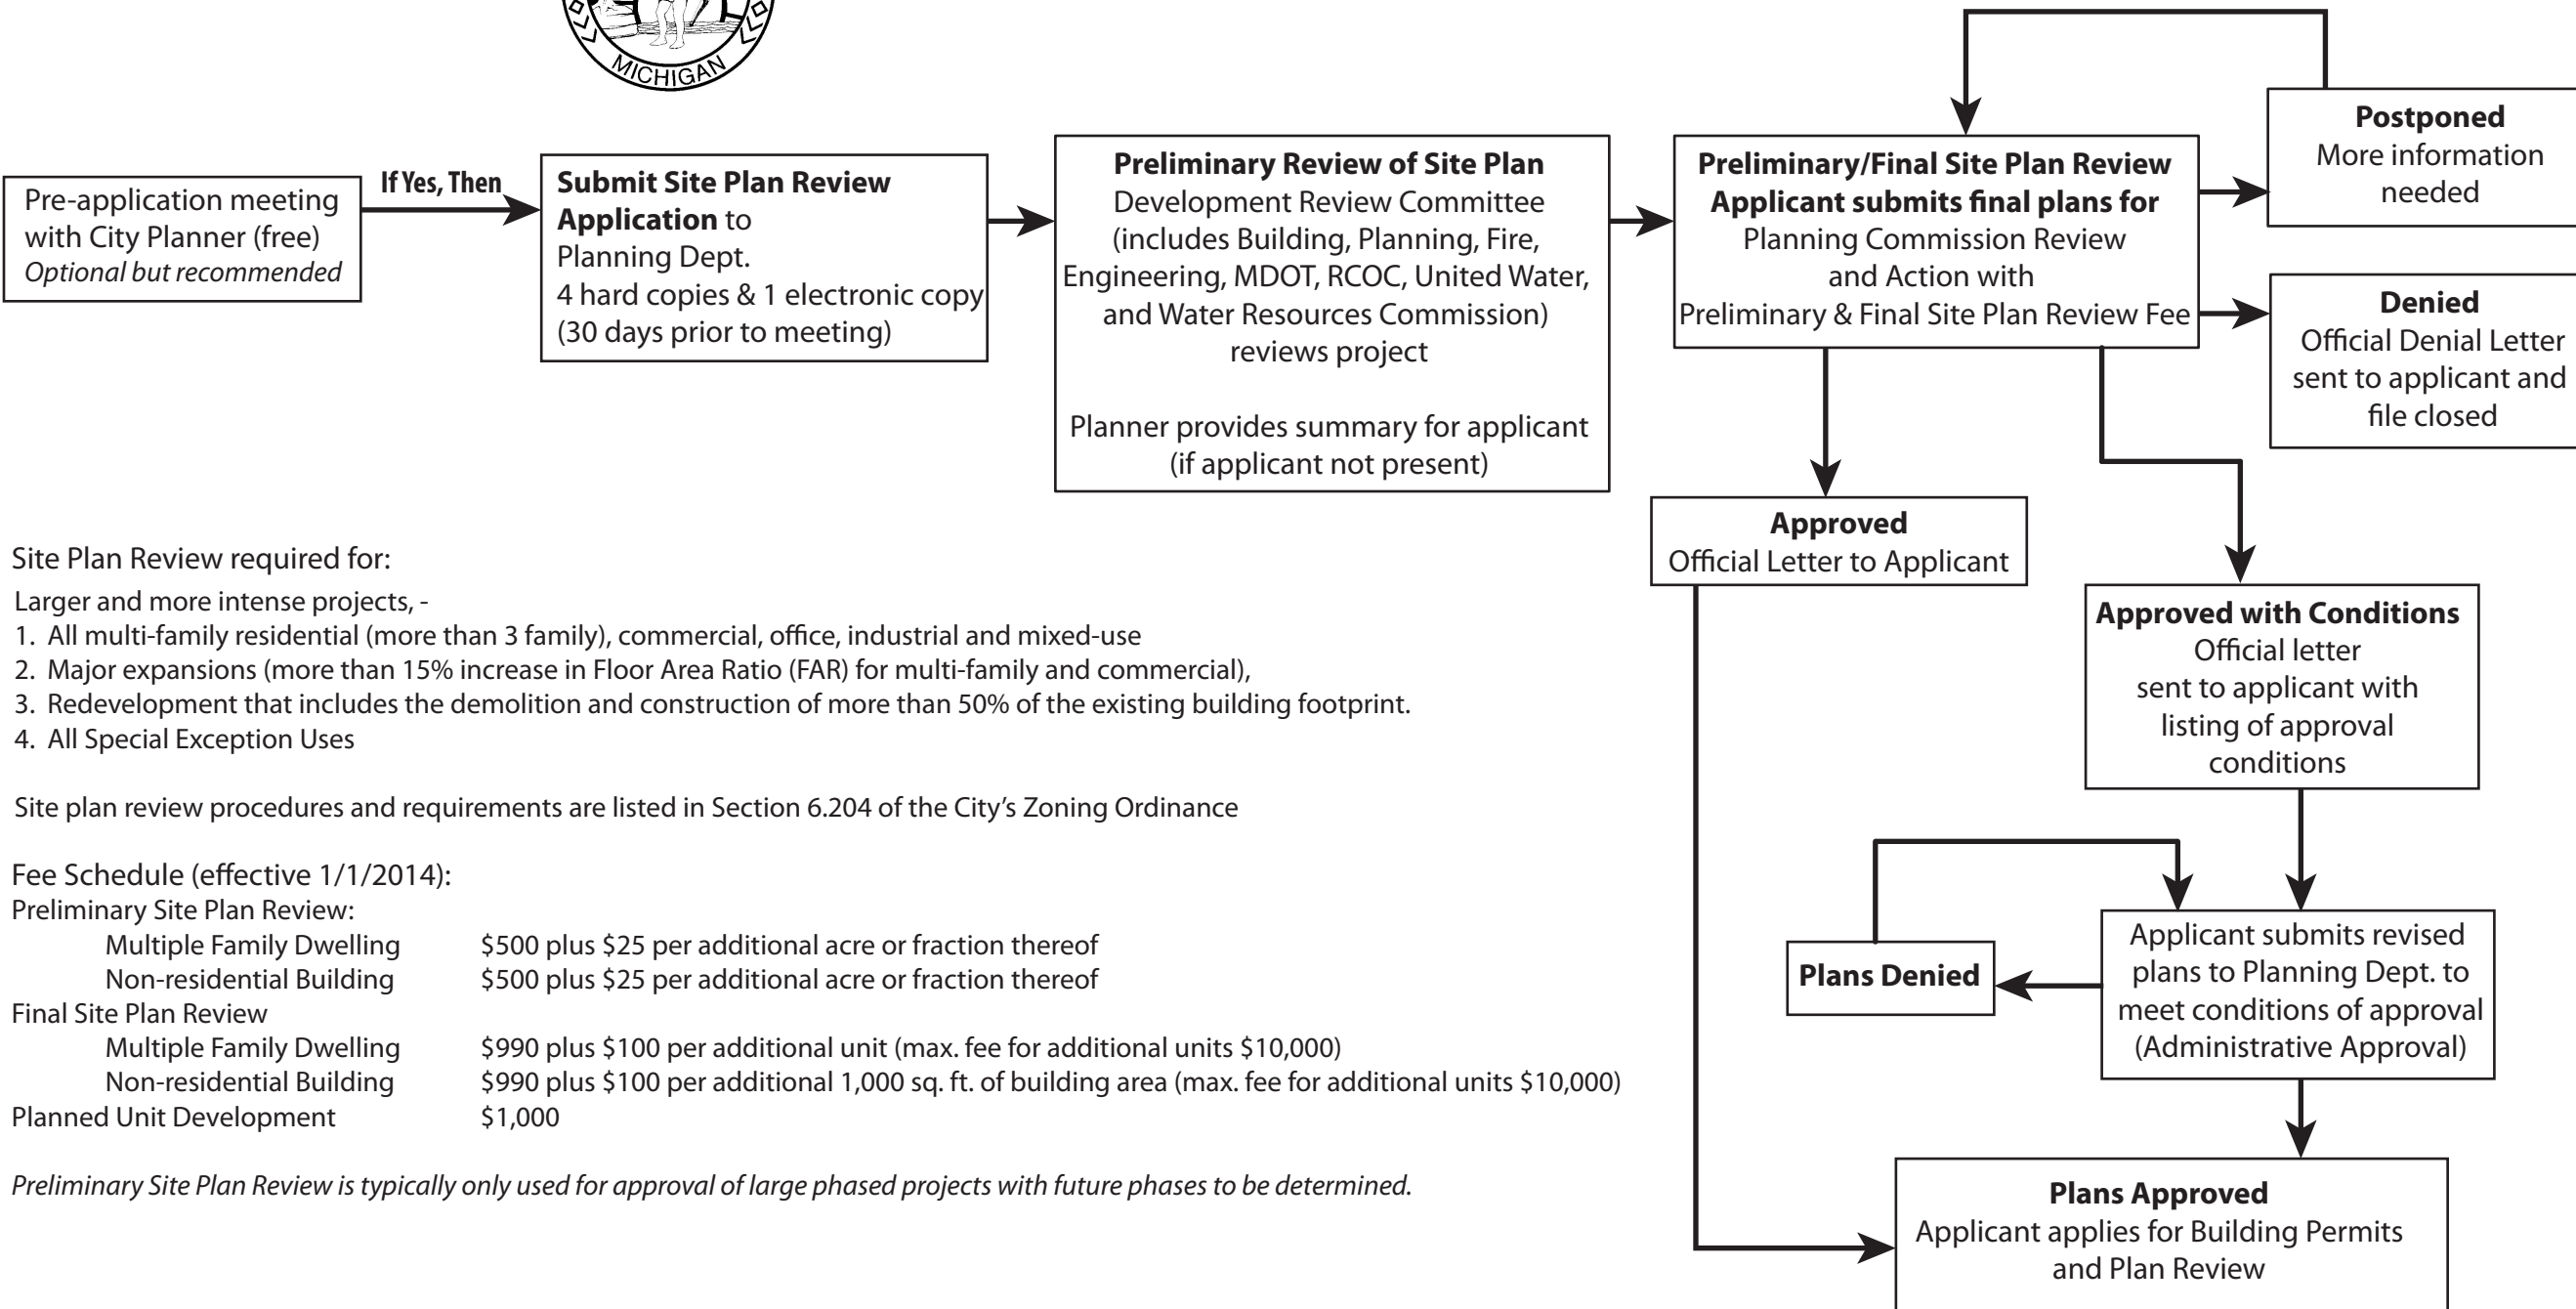 MICHIGAN
Pre-application meeting
with City Planner (free)
Optional but recommended
If Yes, Then
Submit Site Plan Review
Application to
Planning Dept.
4 hard copies & 1 electronic copy
(30 days prior to meeting)
Preliminary Review of Site Plan
Development Review Committee
(includes Building, Planning, Fire,
Engineering, MDOT, RCOC, United Water,
and Water Resources Commission)
reviews project
Planner provides summary for applicant
(if applicant not present)
Preliminary/Final Site Plan Review
Applicant submits final plans for
Planning Commission Review
and Action with
Preliminary & Final Site Plan Review Fee
Postponed
More information
needed
Denied
Official Denial Letter
sent to applicant and
file closed
Approved
Official Letter to Applicant
Approved with Conditions
Official letter
sent to applicant with
listing of approval
conditions
Plans Denied
Applicant submits revised
plans to Planning Dept. to
meet conditions of approval
(Administrative Approval)
Plans Approved
Applicant applies for Building Permits
and Plan Review
Site Plan Review required for:
Larger and more intense projects, -
1. All multi-family residential (more than 3 family), commercial, office, industrial and mixed-use
2. Major expansions (more than 15% increase in Floor Area Ratio (FAR) for multi-family and commercial),
3. Redevelopment that includes the demolition and construction of more than 50% of the existing building footprint.
4. All Special Exception Uses
Site plan review procedures and requirements are listed in Section 6.204 of the City's Zoning Ordinance
Fee Schedule (effective 1/1/2014):
Preliminary Site Plan Review:
Multiple Family Dwelling $500 plus $25 per additional acre or fraction thereof
Non-residential Building $500 plus $25 per additional acre or fraction thereof
Final Site Plan Review
Multiple Family Dwelling $990 plus $100 per additional unit (max. fee for additional units $10,000)
Non-residential Building $990 plus $100 per additional 1,000 sq. ft. of building area (max. fee for additional units $10,000)
Planned Unit Development $1,000
Preliminary Site Plan Review is typically only used for approval of large phased projects with future phases to be determined.